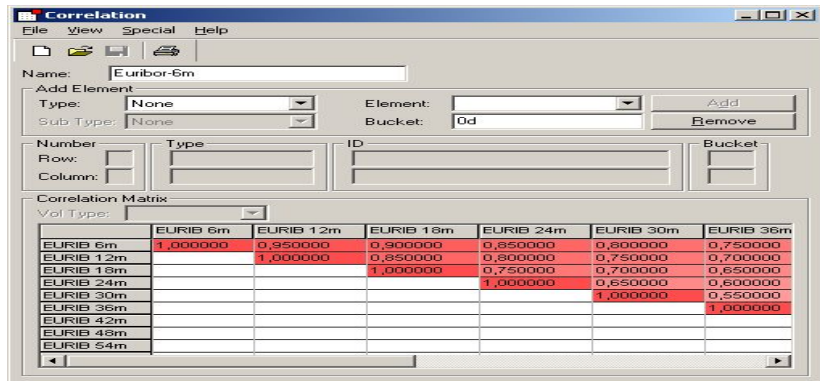 Correlation
File View Special Help
Name: Euribor-6m
Add Element
Type: None Element: Add
Sub Type: None Bucket: 0d Remove
Number Type ID Bucket
Row:
Column:
Correlation Matrix
Vol Type:
EURIB 6m EURIB 12m EURIB 18m EURIB 24m EURIB 30m EURIB 36m
EURIB 6m 1,000000 0,950000 0,900000 0,850000 0,800000 0,750000
EURIB 12m 1,000000 0,850000 0,800000 0,750000 0,700000
EURIB 18m 1,000000 0,750000 0,700000 0,650000
EURIB 24m 1,000000 0,650000 0,600000
EURIB 30m 1,000000 0,550000
EURIB 36m 1,000000
EURIB 42m
EURIB 48m
EURIB 54m